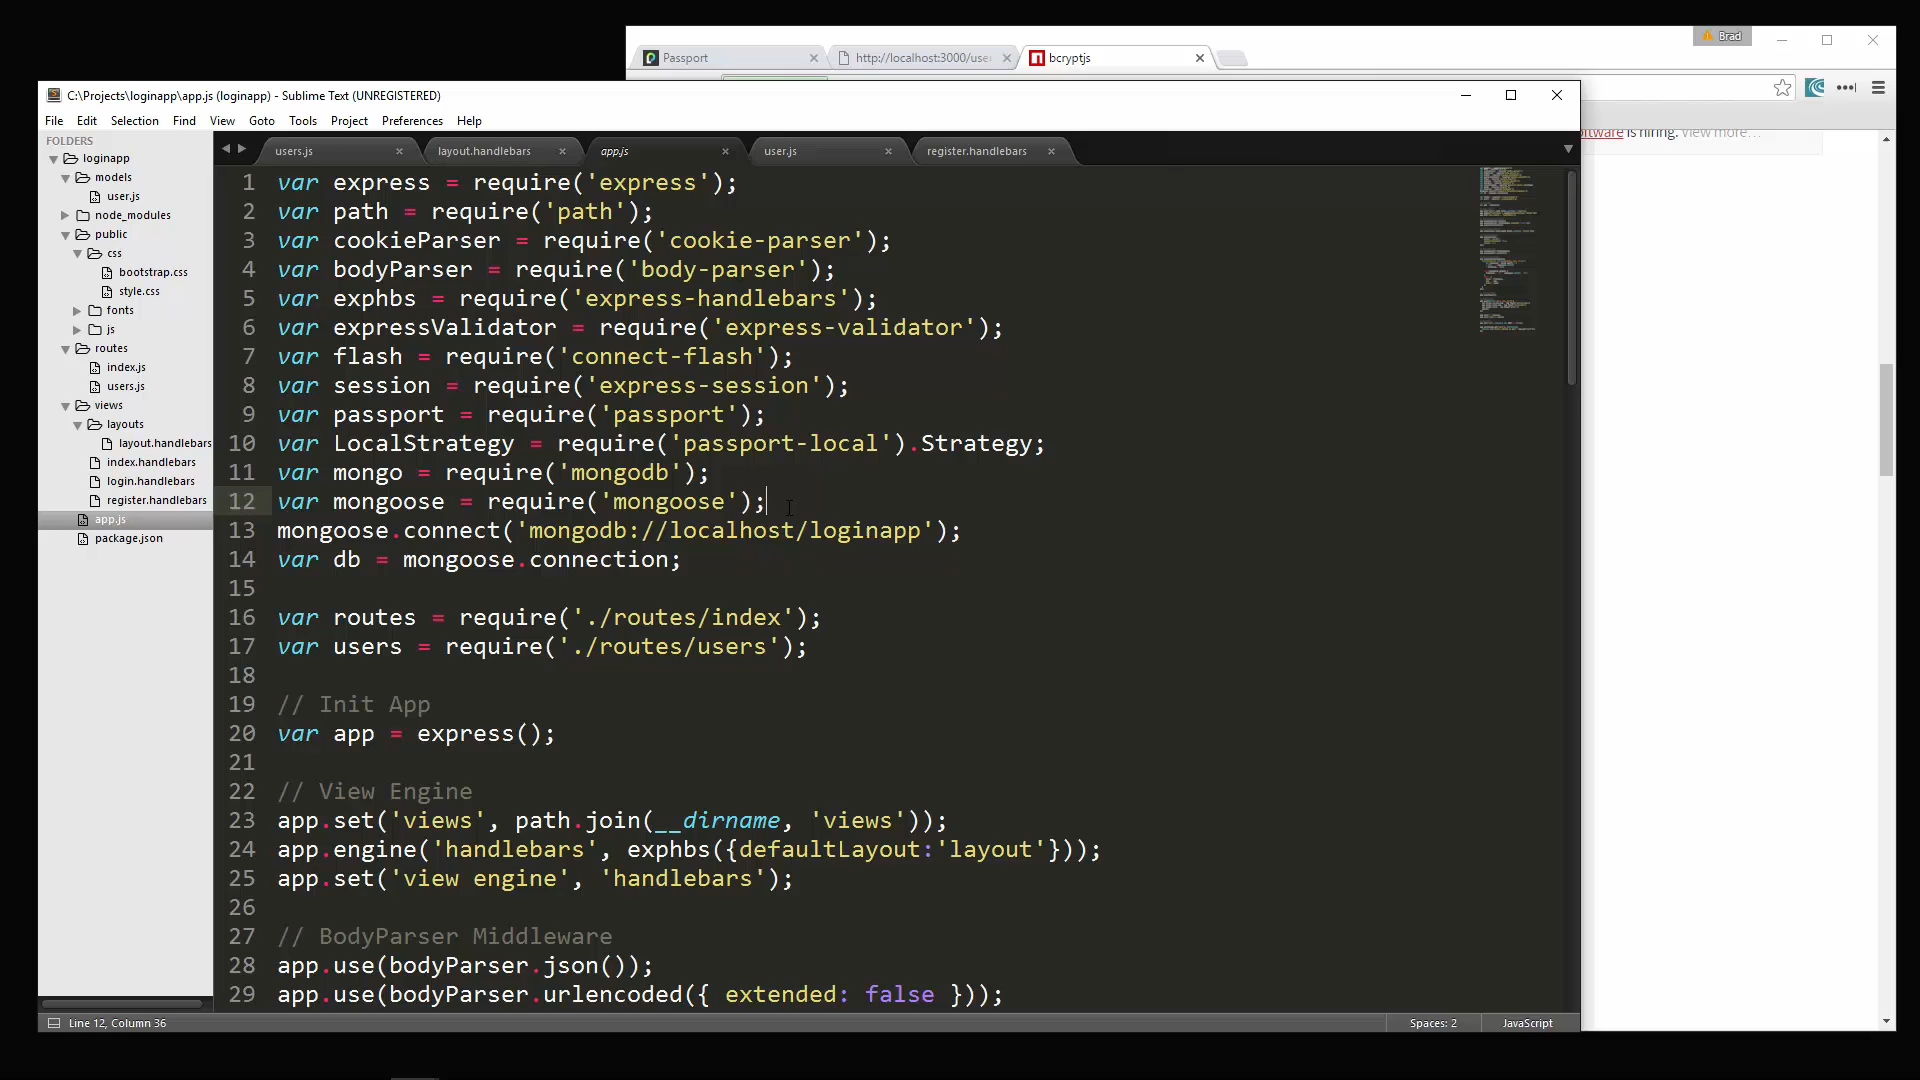 Brad
Passport
http://localhost:3000/use
bcryptjs
C:\Projects\loginapp\app.js (loginapp) - Sublime Text (UNREGISTERED)
File Edit Selection Find View Goto Tools Project Preferences Help
is hiring. View more…
FOLDERS
loginapp
models
user.js
node_modules
public
css
bootstrap.css
style.css
fonts
js
routes
index.js
users.js
views
layouts
layout.handlebars
index.handlebars
login.handlebars
register.handlebars
app.js
package.json
users.js layout.handlebars app.js user.js register.handlebars
1 var express = require('express');
2 var path = require('path');
3 var cookieParser = require('cookie-parser');
4 var bodyParser = require('body-parser');
5 var exphbs = require('express-handlebars');
6 var expressValidator = require('express-validator');
7 var flash = require('connect-flash');
8 var session = require('express-session');
9 var passport = require('passport');
10 var LocalStrategy = require('passport-local').Strategy;
11 var mongo = require('mongodb');
12 var mongoose = require('mongoose');
13 mongoose.connect('mongodb://localhost/loginapp');
14 var db = mongoose.connection;
15
16 var routes = require('./routes/index');
17 var users = require('./routes/users');
18
19 // Init App
20 var app = express();
21
22 // View Engine
23 app.set('views', path.join(__dirname, 'views'));
24 app.engine('handlebars', exphbs({defaultLayout:'layout'}));
25 app.set('view engine', 'handlebars');
26
27 // BodyParser Middleware
28 app.use(bodyParser.json());
29 app.use(bodyParser.urlencoded({ extended: false }));
Line 12, Column 36
Spaces: 2
JavaScript